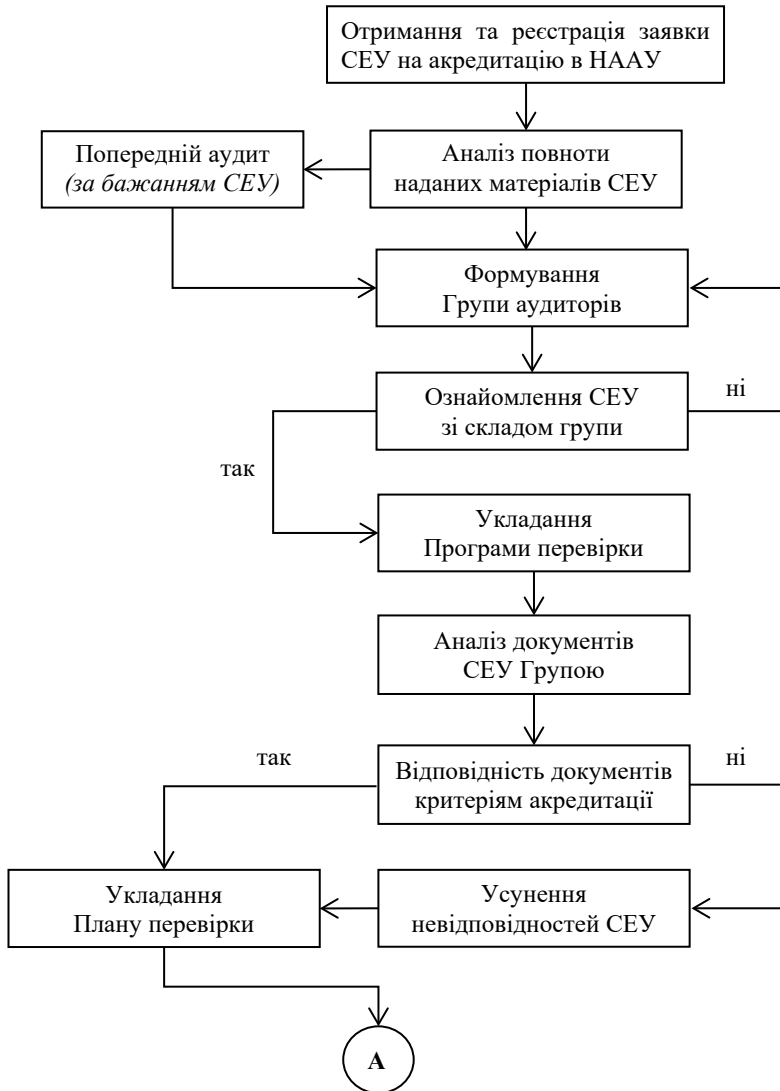 Отримання та реєстрація заявки
СЕУ на акредитацію в НААУ
Попередній аудит
(за бажанням СЕУ)
Аналіз повноти
наданих матеріалів СЕУ
Формування
Групи аудиторів
Ознайомлення СЕУ
зі складом групи
ні
так
Укладання
Програми перевірки
Аналіз документів
СЕУ Групою
так
Відповідність документів
критеріям акредитації
ні
Укладання
Плану перевірки
Усунення
невідповідностей СЕУ
А